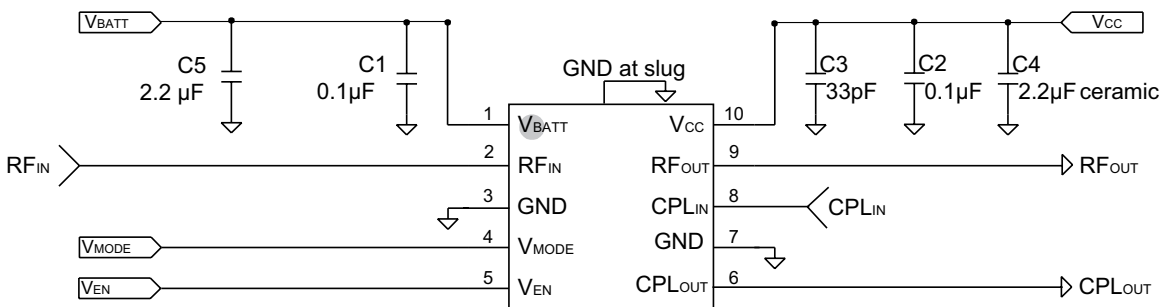 VBATT
VCC
C5
2.2 µF
C1
0.1µF
GND at slug
C3
33pF
C2
0.1µF
C4
2.2µF ceramic
1 VBATT
VCC 10
RFIN
2 RFIN
RFOUT 9
RFOUT
3 GND
CPLIN 8
CPLIN
VMODE
4 VMODE
GND 7
VEN
5 VEN
CPLOUT 6
CPLOUT